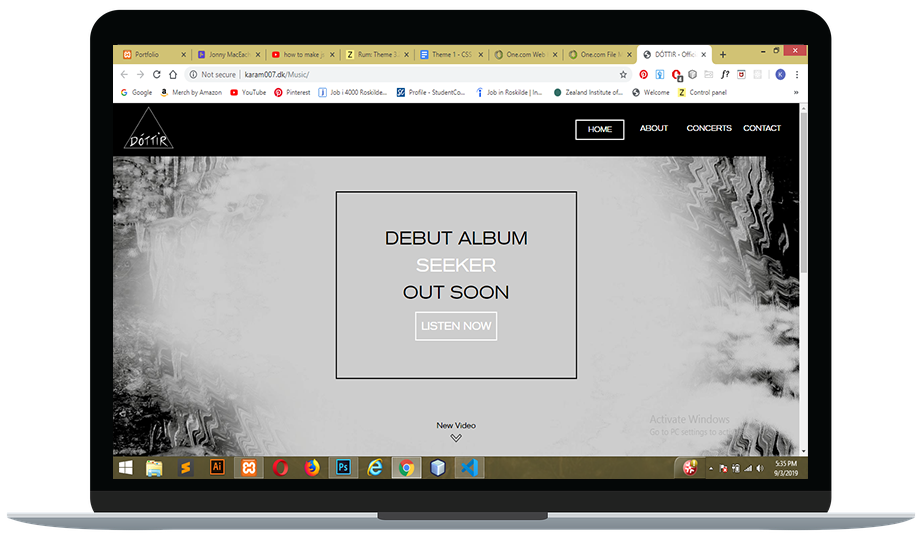 Portfolio
Jonny MacEach
how to make p
Rum: Theme 3
Theme 1 - CSS
One.com Web
One.com File M
DÓTTIR - Offic
Not secure | karam007.dk/Music/
Google
Merch by Amazon
YouTube
Pinterest
Job i 4000 Roskilde...
Profile - StudentCo...
Job in Roskilde | In...
Zealand Institute of...
Welcome
Control panel
DÓTTIR
HOME
ABOUT
CONCERTS
CONTACT
DEBUT ALBUM
SEEKER
OUT SOON
LISTEN NOW
New Video
Activate Windows
Go to PC settings to
Ai
Ps
5:35 PM
9/3/2019